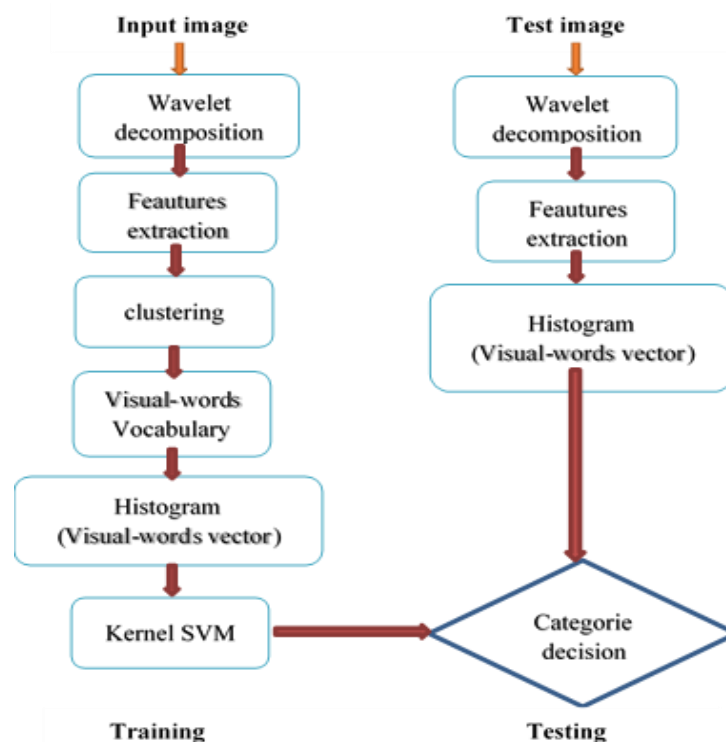 Input image
Wavelet
decomposition
Feautures
extraction
clustering
Visual-words
Vocabulary
Histogram
(Visual-words vector)
Kernel SVM
Training
Test image
Wavelet
decomposition
Feautures
extraction
Histogram
(Visual-words vector)
Categorie
decision
Testing